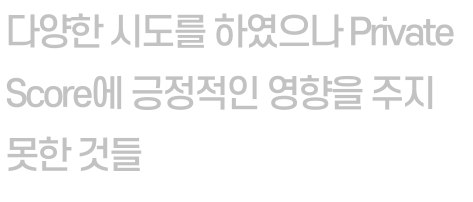 다양한 시도를 하였으나 Private
Score에 긍정적인 영향을 주지
못한 것들